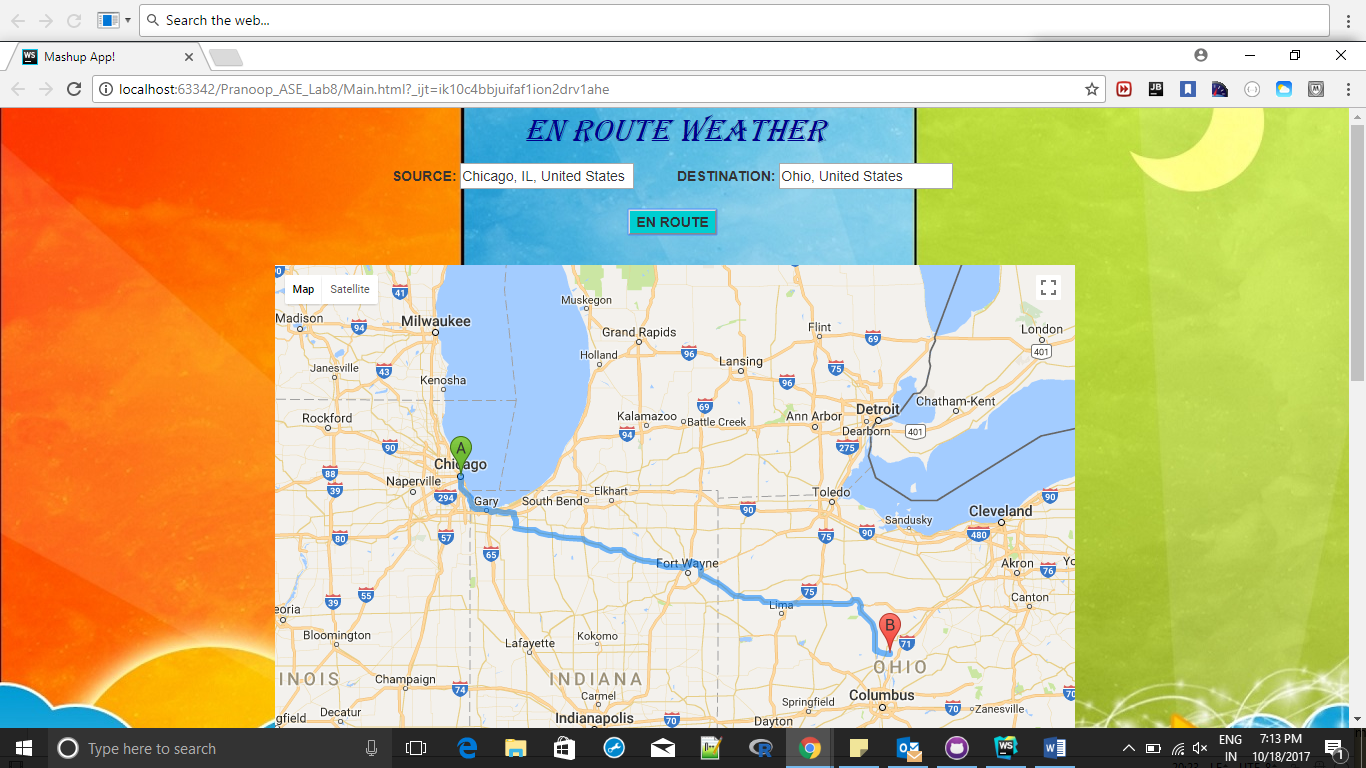 Search the web...
Mashup App!
localhost:63342/Pranoop_ASE_Lab8/Main.html?_ijt=ik10c4bbjuifaf1ion2drv1ahe
EN ROUTE WEATHER
SOURCE: Chicago, IL, United States DESTINATION: Ohio, United States
EN ROUTE
Map Satellite
41
Muskegon
Madison
94
Milwaukee
Grand Rapids
Flint
69
London
401
Holland
96
Lansing
75
Janesville
43
Kenosha
96
Rockford
Kalamazoo
69
Battle Creek
Ann Arbor
Detroit
Chatham-Kent
94
Dearborn
401
90
275
A
Chicago
88
Naperville
39
294
Gary
South Bend
Elkhart
Toledo
90
90
Sandusky
Cleveland
80
57
65
75
90
480
Fort Wayne
Akron
76
39
55
75
Lima
Canton
eoria
Bloomington
Lafayette
Kokomo
B
71
OHIO
INOIS
Champaign
74
INDIANA
Carmel
Columbus
70
gfield
Decatur
Indianapolis
70
Springfield
Dayton
70
Zanesville
Type here to search
ENG
IN
7:13 PM
10/18/2017
1